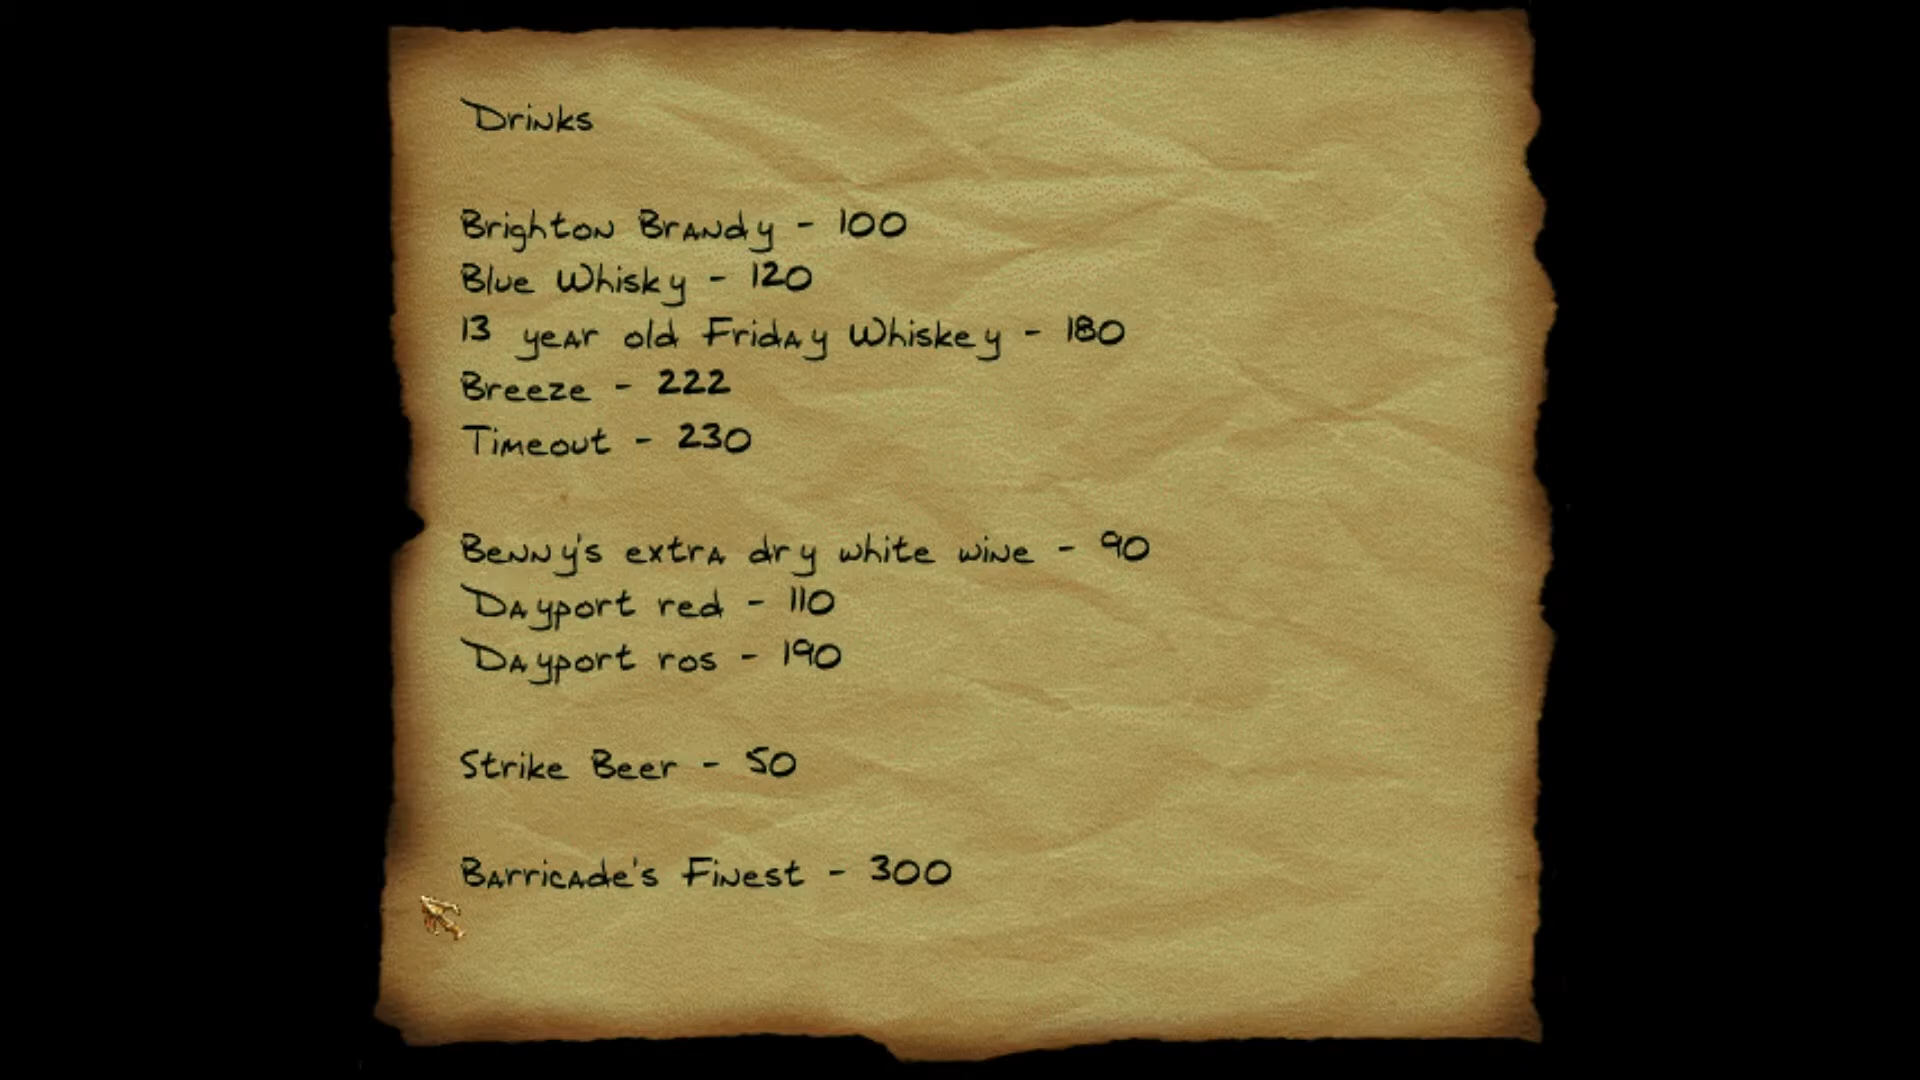 Drinks
Brighton Brandy - 100
Blue Whisky - 120
13 year old Friday Whiskey - 180
Breeze - 222
Timeout - 230
Benny's extra dry white wine - 90
Dayport red - 110
Dayport ros - 190
Strike Beer - 50
Barricade's Finest - 300